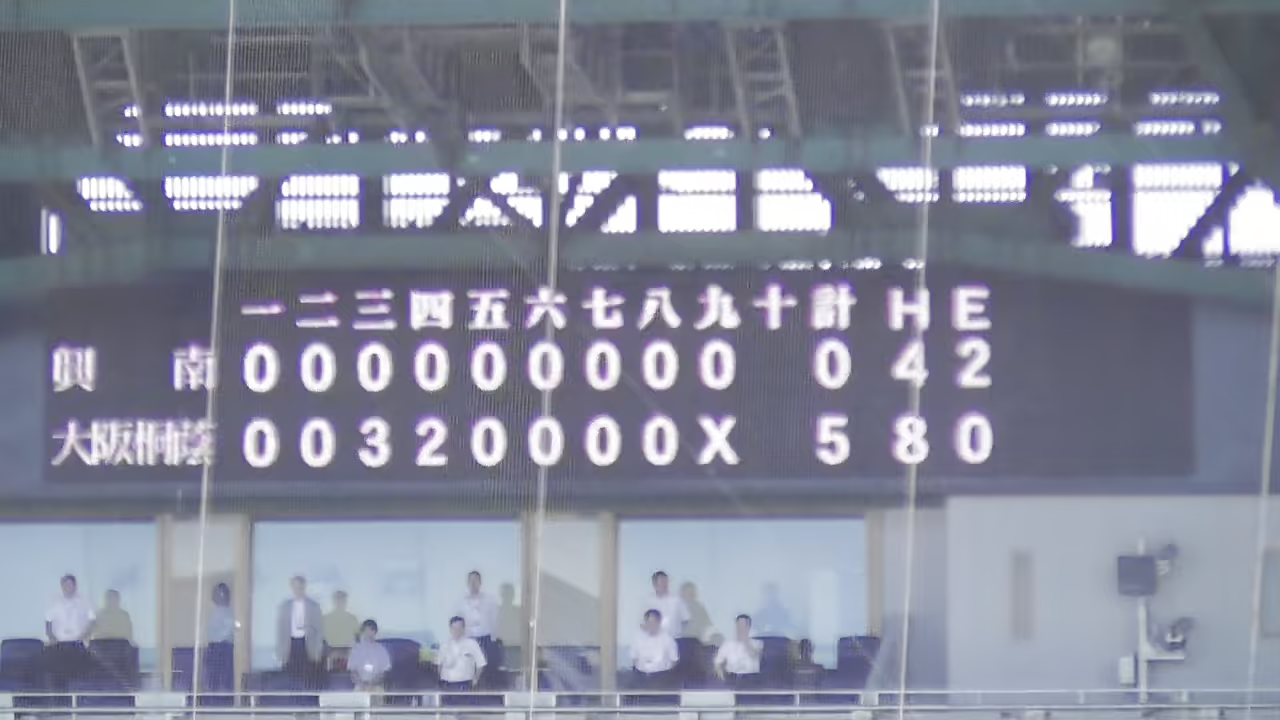 一 二 三 四 五 六 七 八 九 十 計 H E
興南 0 0 0 0 0 0 0 0 0 0 4 2
大阪桐蔭 0 0 3 2 0 0 0 0 X 5 8 0